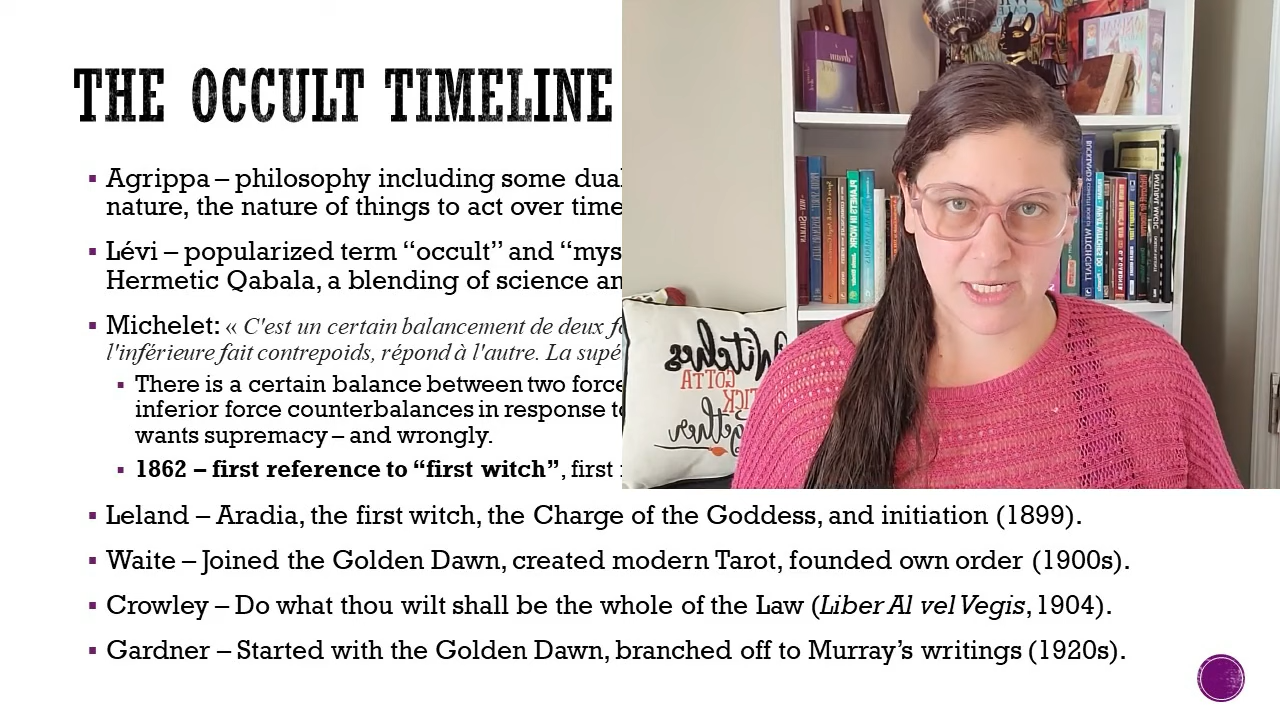 THE OCCULT TIMELINE
Agrippa – philosophy including some dual
nature, the nature of things to act over time
Lévi – popularized term “occult” and “mys
Hermetic Qabala, a blending of science an
Michelet: « C'est un certain balancement de deux fo
l'inférieure fait contrepoids, répond à l'autre. La supé
There is a certain balance between two force
inferior force counterbalances in response to
wants supremacy – and wrongly.
1862 – first reference to “first witch”, first
Leland – Aradia, the first witch, the Charge of the Goddess, and initiation (1899).
Waite – Joined the Golden Dawn, created modern Tarot, founded own order (1900s).
Crowley – Do what thou wilt shall be the whole of the Law (Liber Al vel Vegis, 1904).
Gardner – Started with the Golden Dawn, branched off to Murray’s writings (1920s).
Witches
GOTTA
STICK
together
PLANETS IN WORK